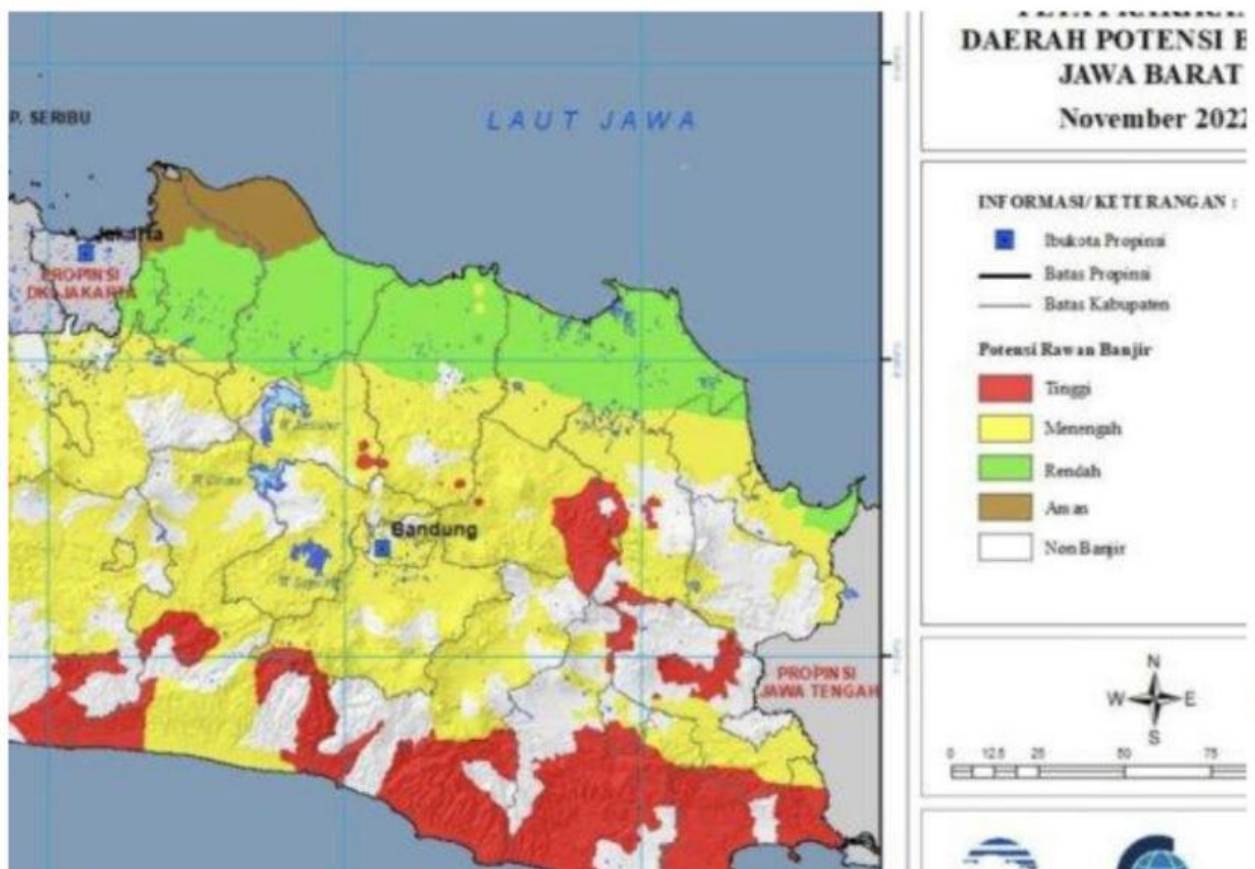 DAERAH POTENSI B
JAWA BARAT
November 2022
P. SERIBU
LAUT JAWA
Jakarta
PROPINSI
DKI JAKARTA
Bandung
PROPINSI
JAWA TENGAH
INFORMASI/KETERANGAN :
Ibukota Propinsi
Batas Propinsi
Batas Kabupaten
Potensi Rawan Banjir
Tinggi
Menengah
Rendah
Aman
Non Banjir
N
W E
S
0 12.5 25 50 75